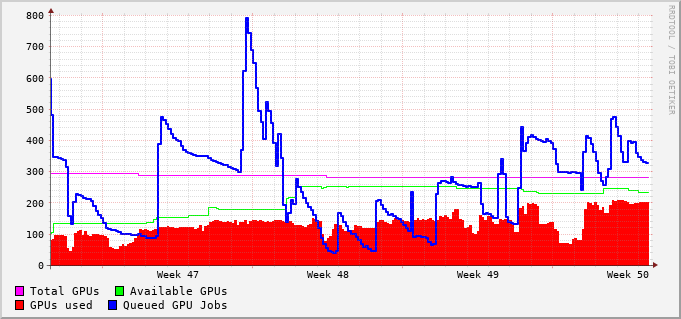 800
700
600
500
400
300
200
100
0
Week 47 Week 48 Week 49 Week 50
Total GPUs Available GPUs
GPUs used Queued GPU Jobs
RRDTOOL / TOBI OETIKER